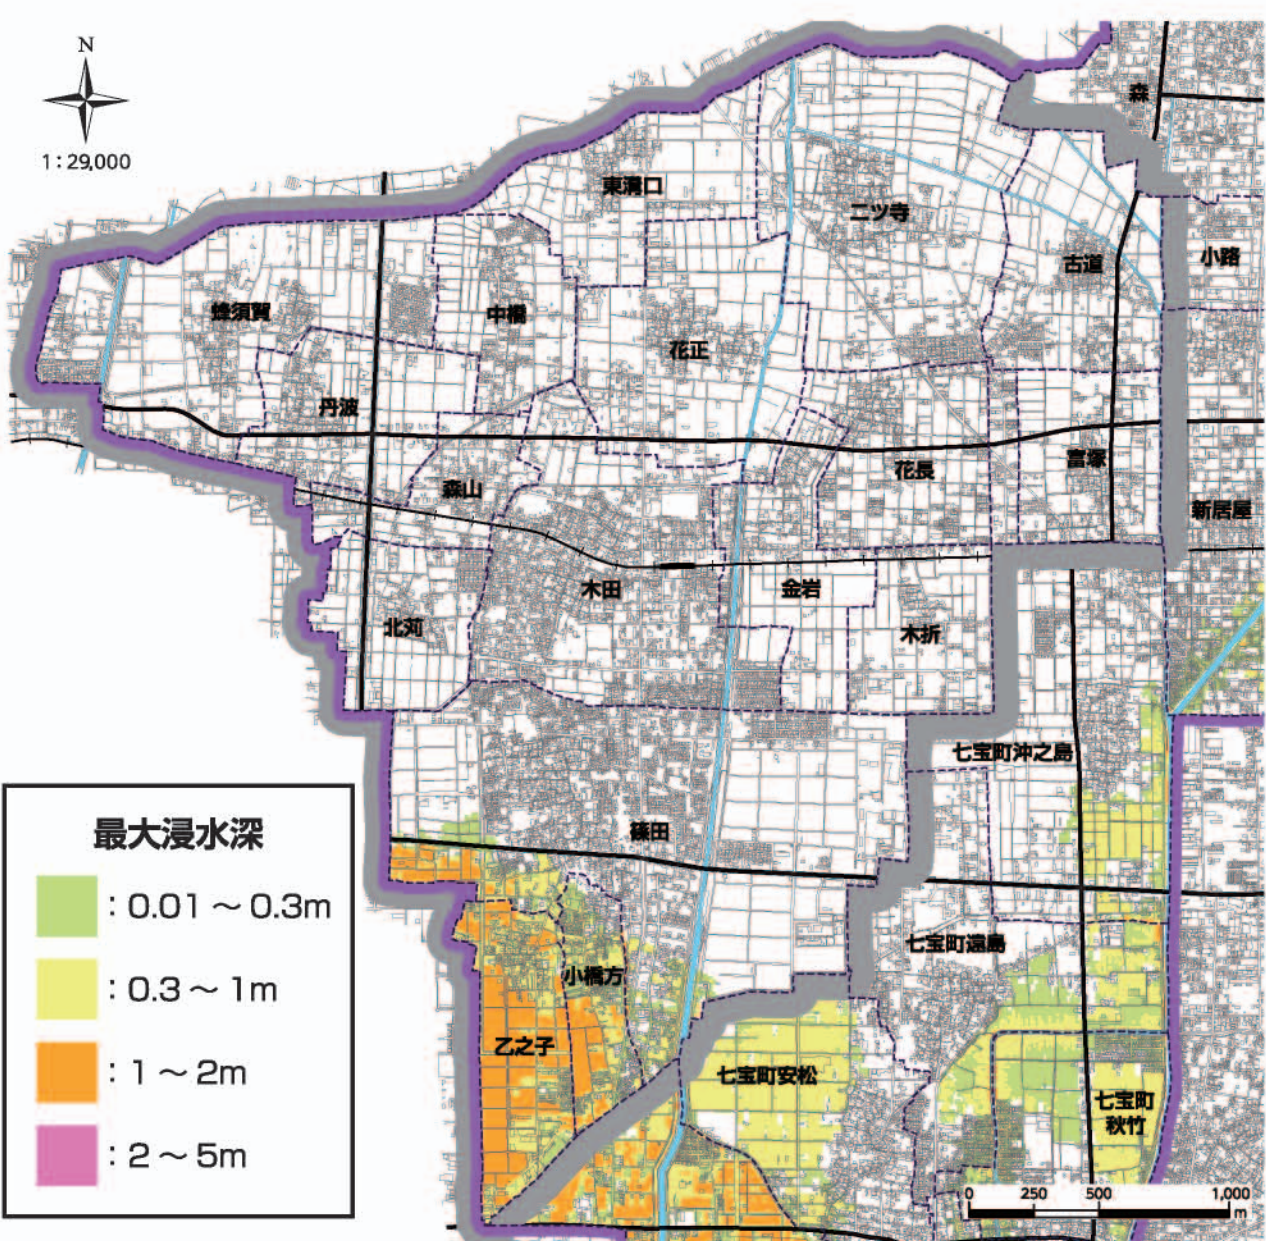 N
1:29,000
森
東溝口
二ツ寺
小路
古道
蜂須賀
中橋
花正
丹波
富塚
花長
森山
新居屋
木田
金岩
北苅
木折
七宝町沖之島
篠田
最大浸水深
:0.01～0.3m
:0.3～1m
:1～2m
:2～5m
七宝町遠島
小橋方
乙之子
七宝町安松
七宝町
秋竹
0 250 500 1,000
m